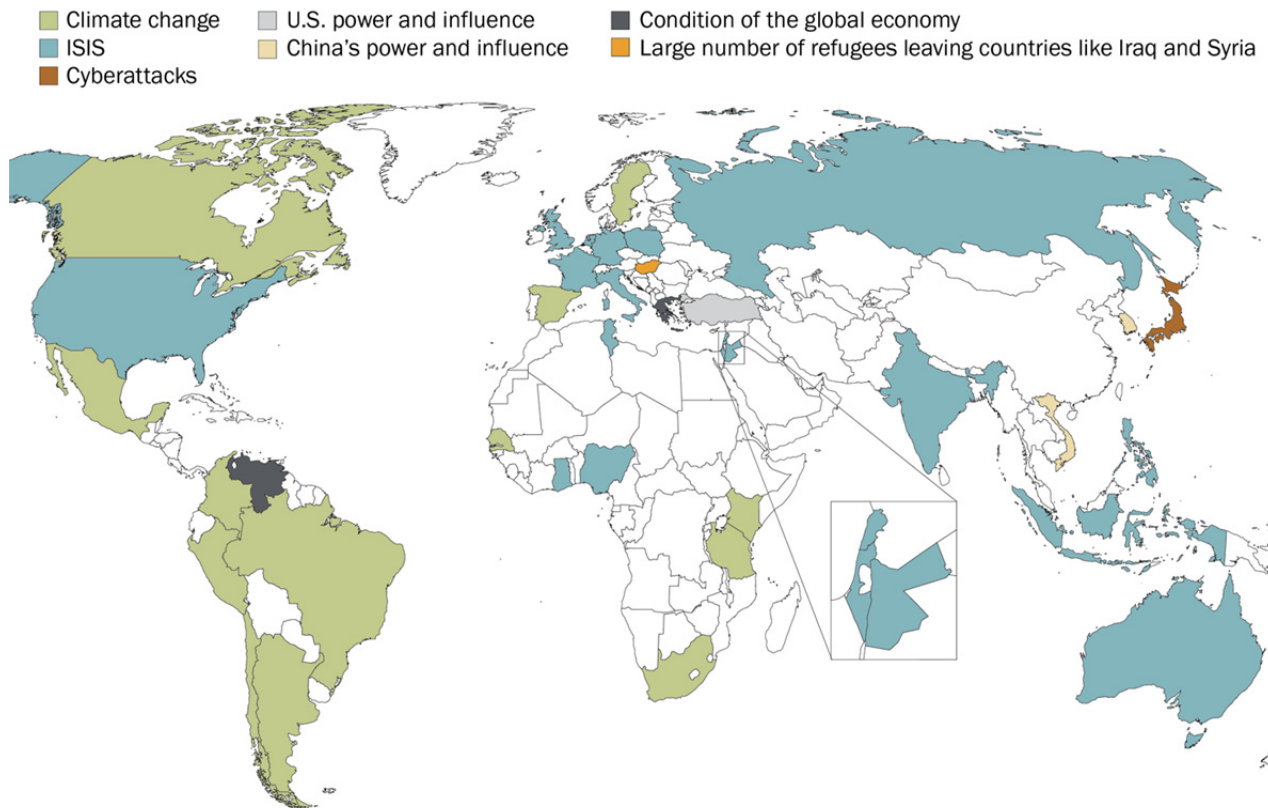 Climate change
ISIS
Cyberattacks
U.S. power and influence
China's power and influence
Condition of the global economy
Large number of refugees leaving countries like Iraq and Syria